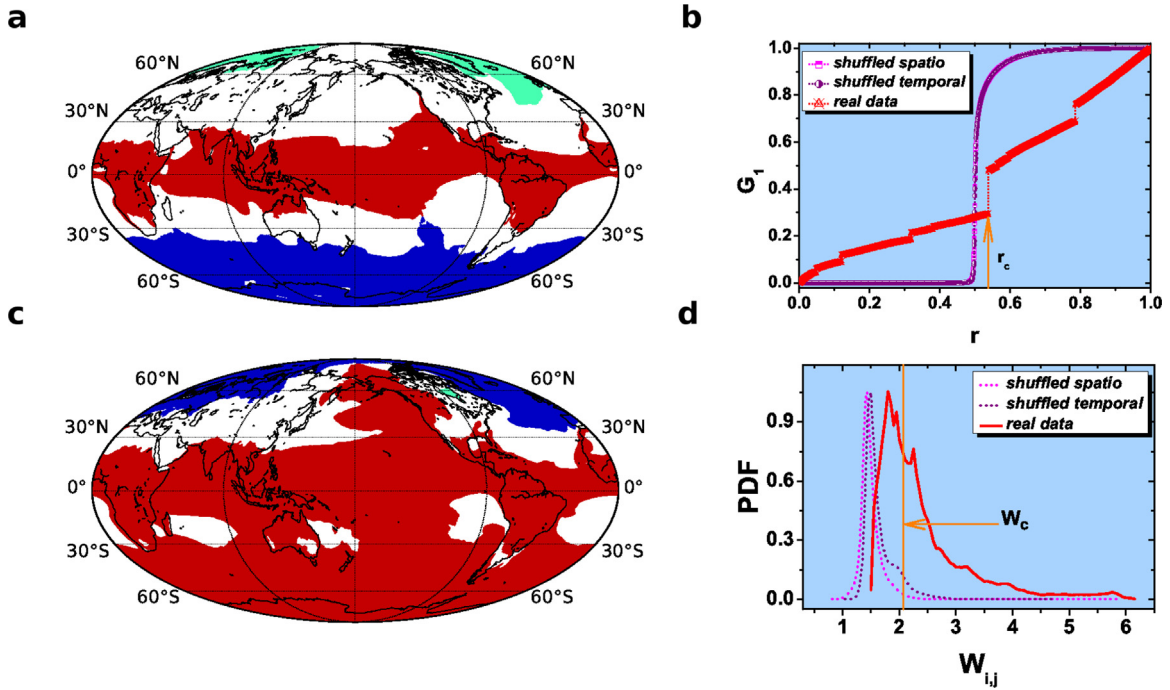 a
60°N 60°N
30°N 30°N
0° 0°
30°S 30°S
60°S 60°S
b
shuffled spatio
shuffled temporal
real data
1.0
0.8
0.6
0.4
0.2
0.0
G1
rc
0.0 0.2 0.4 0.6 0.8 1.0
r
c
60°N 60°N
30°N 30°N
0° 0°
30°S 30°S
60°S 60°S
d
shuffled spatio
shuffled temporal
real data
0.9
0.6
0.3
0.0
PDF
Wc
1 2 3 4 5 6
Wi,j